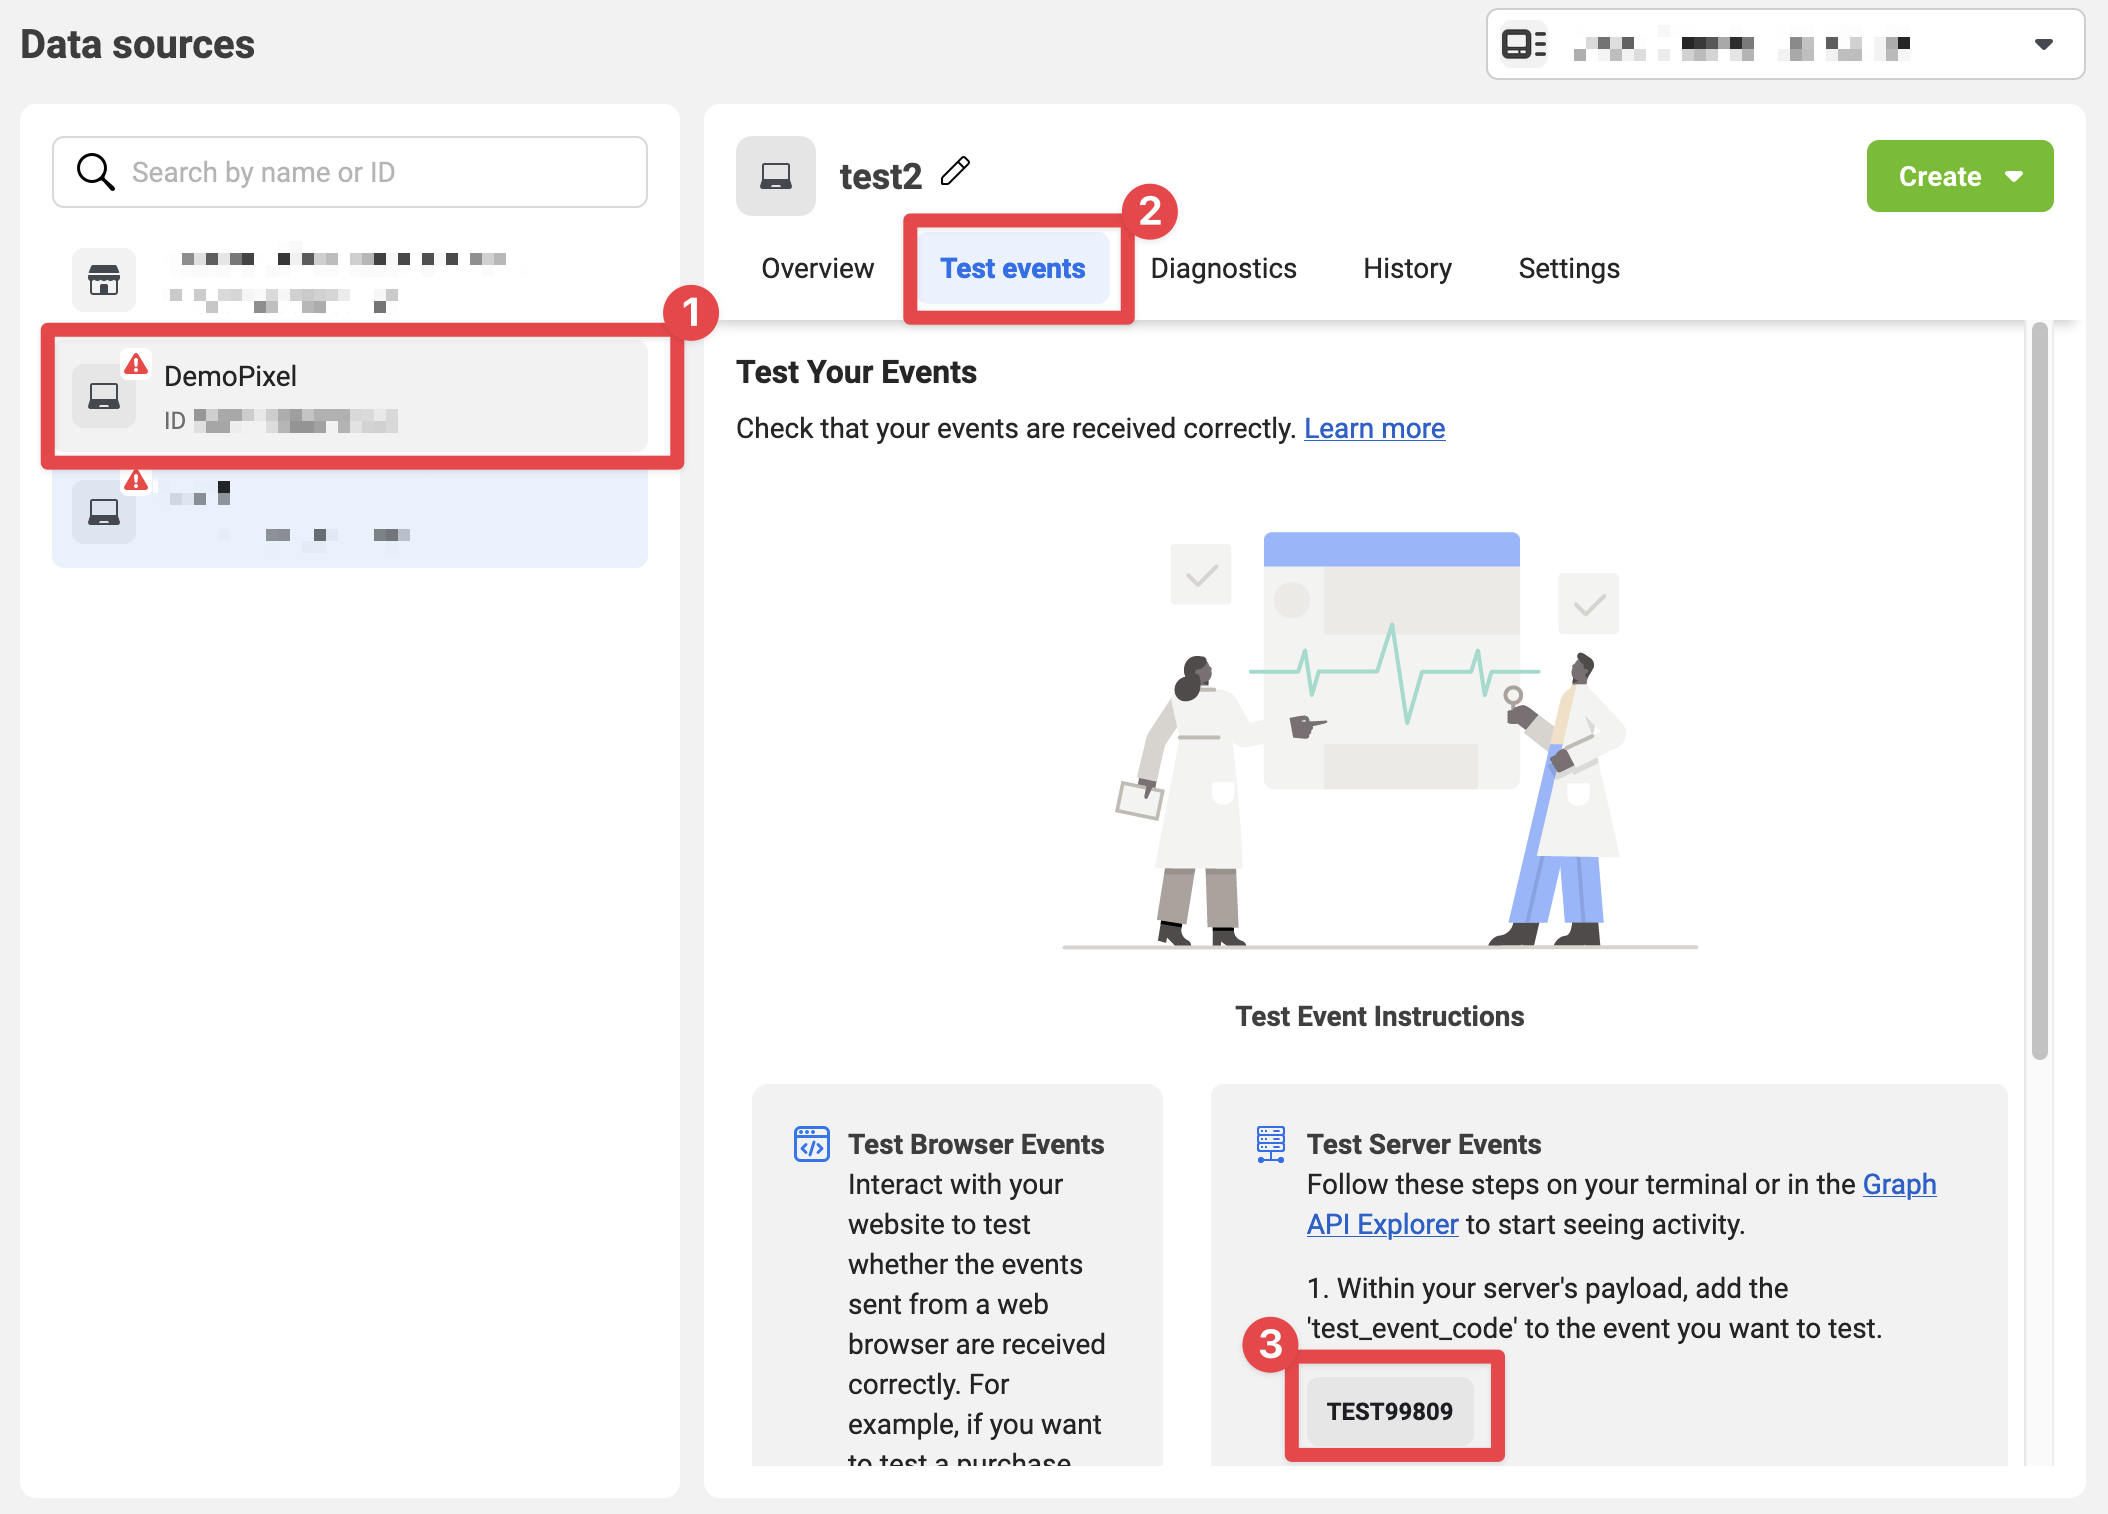 Data sources
Search by name or ID
1
DemoPixel
ID
test2
Create
2
Overview
Test events
Diagnostics
History
Settings
Test Your Events
Check that your events are received correctly. Learn more
Test Event Instructions
Test Browser Events
Interact with your
website to test
whether the events
sent from a web
browser are received
correctly. For
example, if you want
to test a purchase
Test Server Events
Follow these steps on your terminal or in the Graph
API Explorer to start seeing activity.
1. Within your server's payload, add the
'test_event_code' to the event you want to test.
3
TEST99809